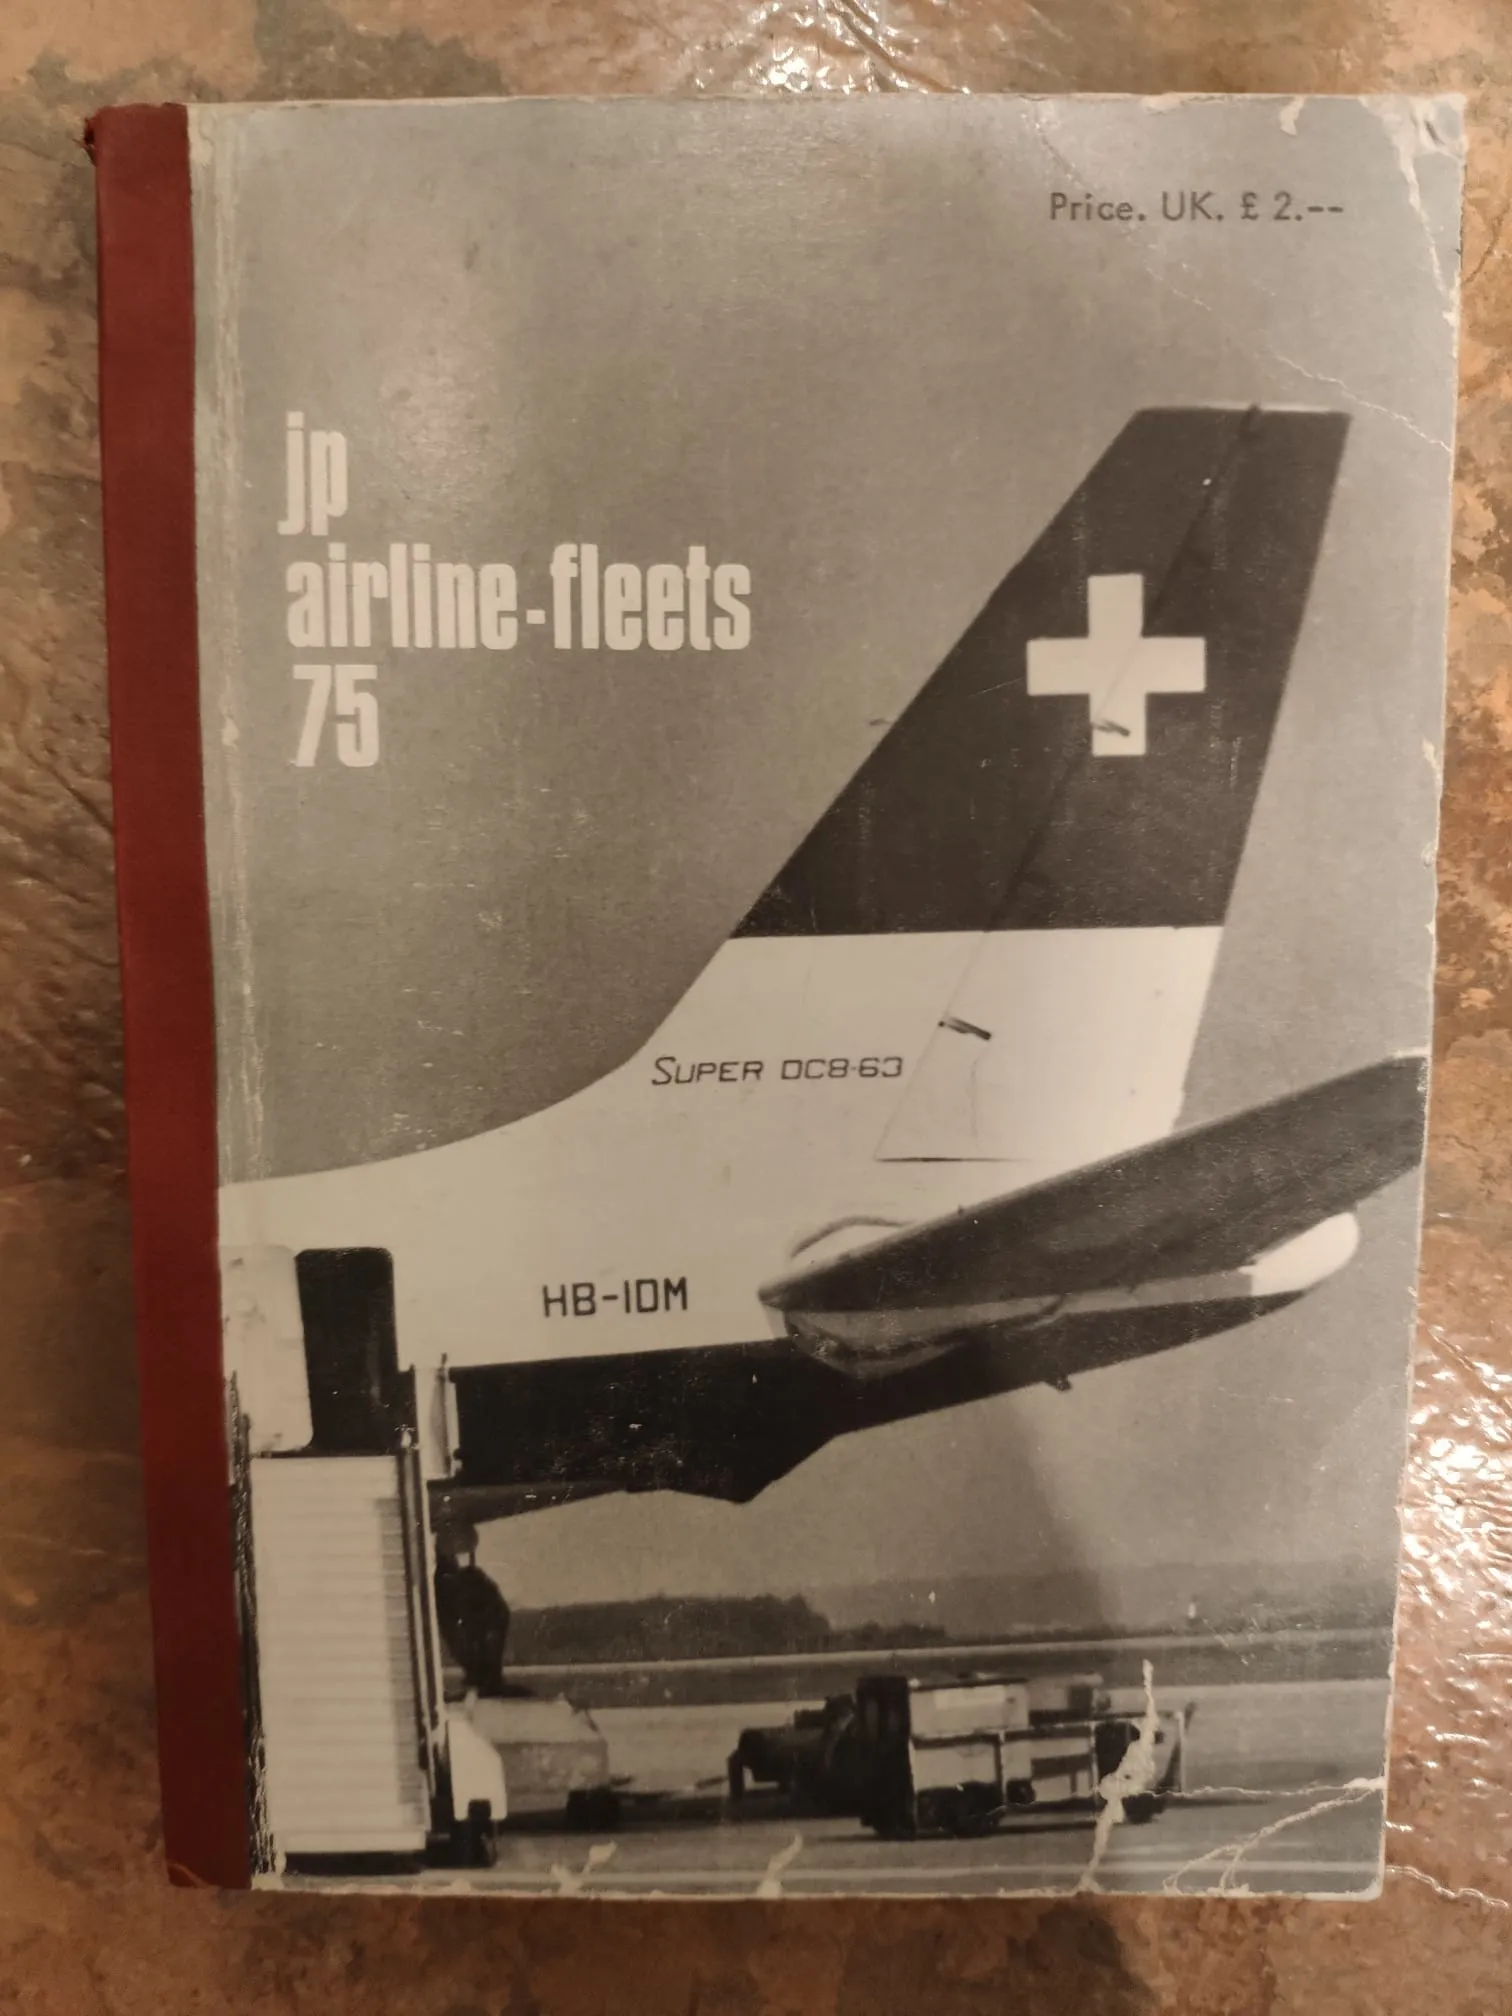 Price. UK. £ 2.--
jp
airline-fleets
75
SUPER DC8-63
HB-IDM